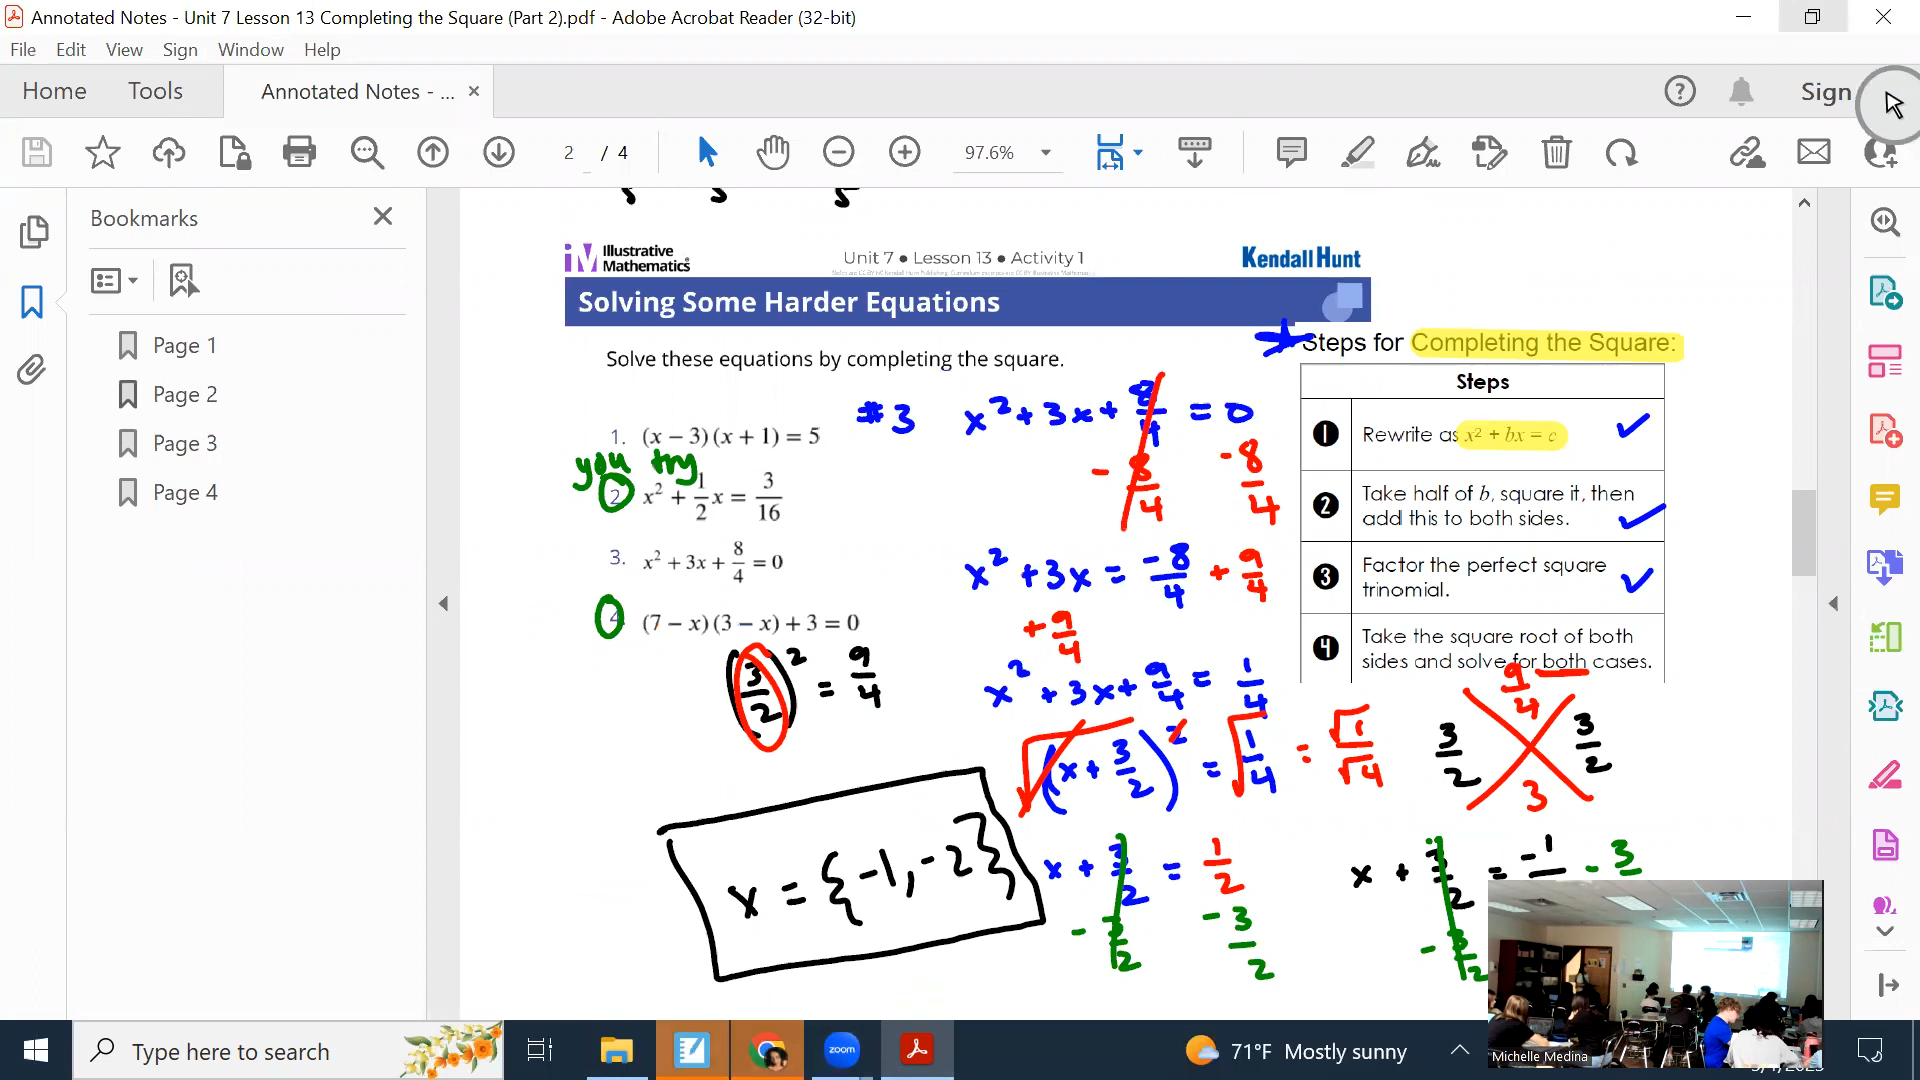 Annotated Notes - Unit 7 Lesson 13 Completing the Square (Part 2).pdf - Adobe Acrobat Reader (32-bit)
File Edit View Sign Window Help
Home Tools Annotated Notes - ... × Sign
2 / 4 97.6%
Bookmarks
Page 1
Page 2
Page 3
Page 4
5 5
Illustrative Mathematics
Unit 7 • Lesson 13 • Activity 1
Kendall Hunt
Solving Some Harder Equations
Solve these equations by completing the square.
1. (x − 3)(x + 1) = 5
you try
2. x² + 1/2 x = 3/16
3. x² + 3x + 8/4 = 0
4. (7 − x)(3 − x) + 3 = 0
(3/2)² = 9/4
x = {-1, -2}
#3 x² + 3x + 8/4 = 0
- 8/4 - 8/4
x² + 3x = -8/4 + 9/4
+ 9/4
x² + 3x + 9/4 = 1/4
√(x + 3/2)² = √1/4 = √1/√4
x + 3/2 = 1/2
- 3/2 - 3/2
Steps for Completing the Square:
Steps
1 Rewrite as x² + bx = c
2 Take half of b, square it, then
add this to both sides.
3 Factor the perfect square
trinomial.
4 Take the square root of both
sides and solve for both cases.
9/4
3/2 3/2
3
x + 3/2 = -1 - 3
- 3/2
Michelle Medina
Type here to search
zoom
71°F Mostly sunny